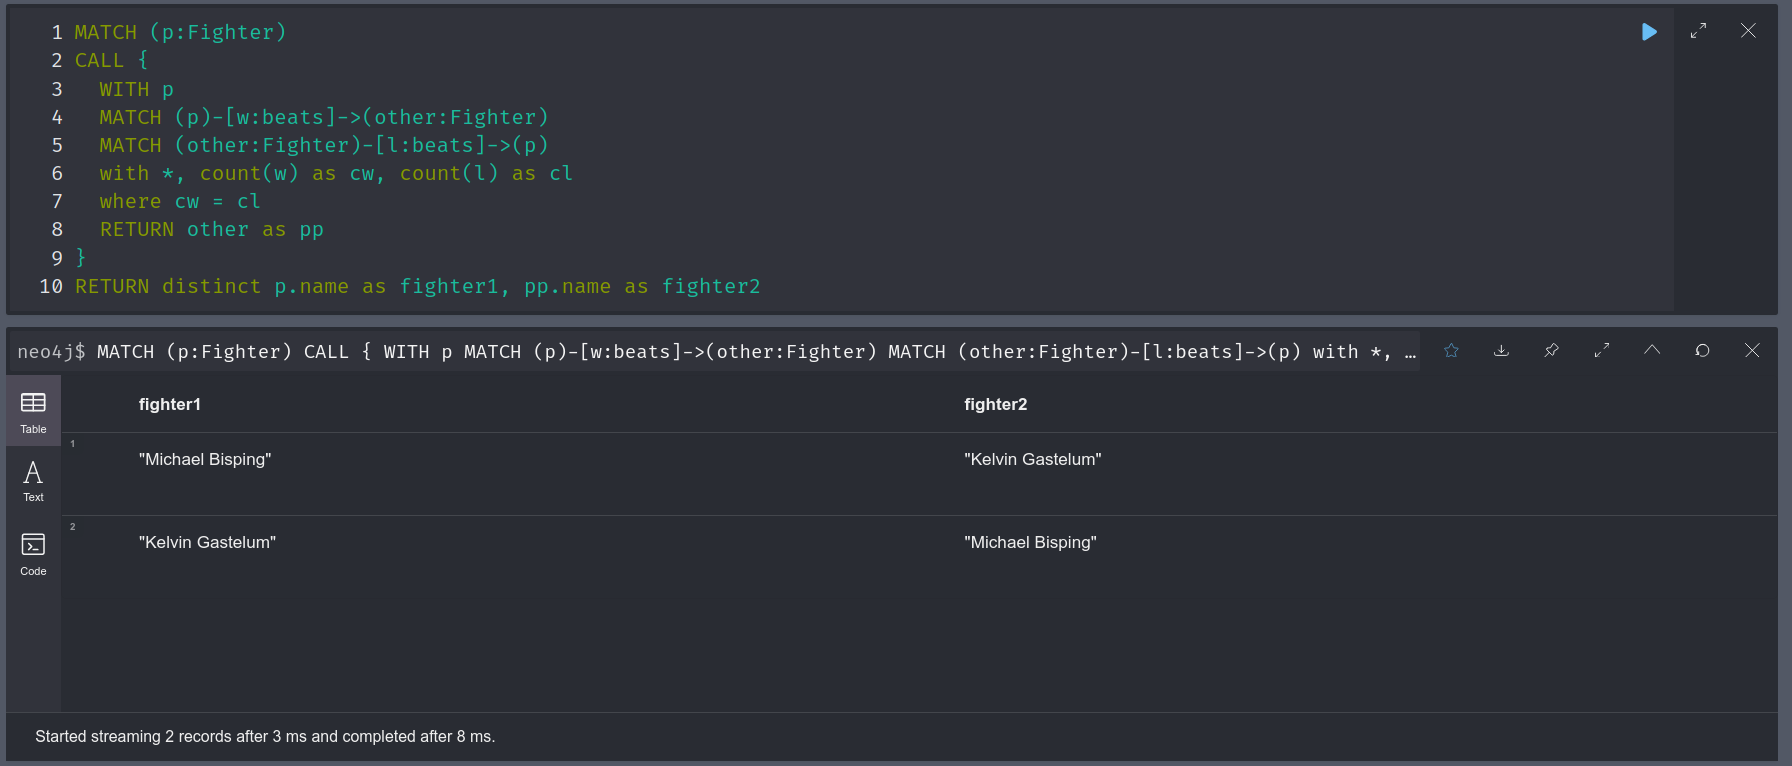 1 MATCH (p:Fighter)
2 CALL {
3 WITH p
4 MATCH (p)-[w:beats]->(other:Fighter)
5 MATCH (other:Fighter)-[l:beats]->(p)
6 with *, count(w) as cw, count(l) as cl
7 where cw = cl
8 RETURN other as pp
9 }
10 RETURN distinct p.name as fighter1, pp.name as fighter2
neo4j$ MATCH (p:Fighter) CALL { WITH p MATCH (p)-[w:beats]->(other:Fighter) MATCH (other:Fighter)-[l:beats]->(p) with *, …
Table
Text
Code
fighter1 fighter2
1 "Michael Bisping" "Kelvin Gastelum"
2 "Kelvin Gastelum" "Michael Bisping"
Started streaming 2 records after 3 ms and completed after 8 ms.